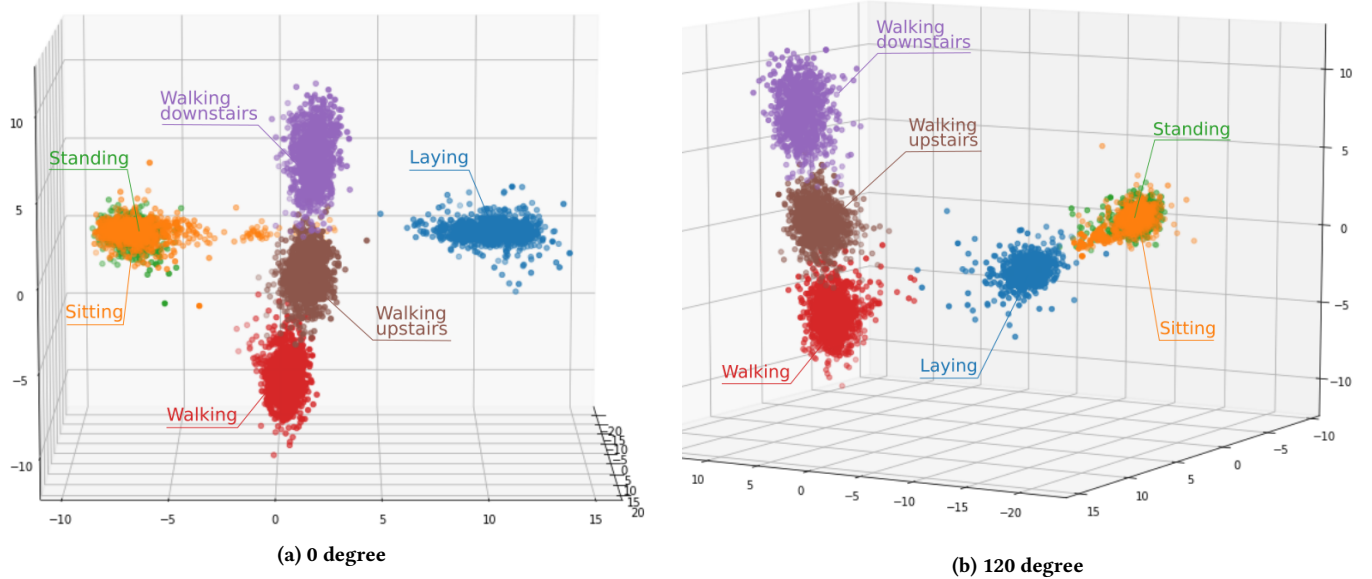 Walking
downstairs
Standing
Laying
Sitting
Walking
upstairs
Walking
10
5
0
−5
−10
−10
−5
0
5
10
15
−20
−15
−10
−5
0
5
10
15
20
(a) 0 degree
Walking
downstairs
Walking
upstairs
Standing
Sitting
Laying
Walking
10
5
0
−5
−10
10
5
0
−5
−10
−15
−20
15
10
5
0
−5
−10
(b) 120 degree